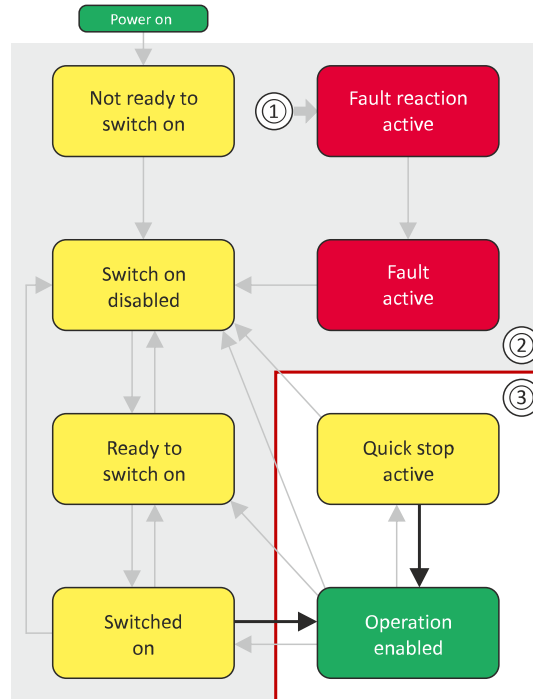 Power on
Not ready to
switch on
①
Fault reaction
active
Switch on
disabled
Fault
active
②
③
Ready to
switch on
Quick stop
active
Switched
on
Operation
enabled